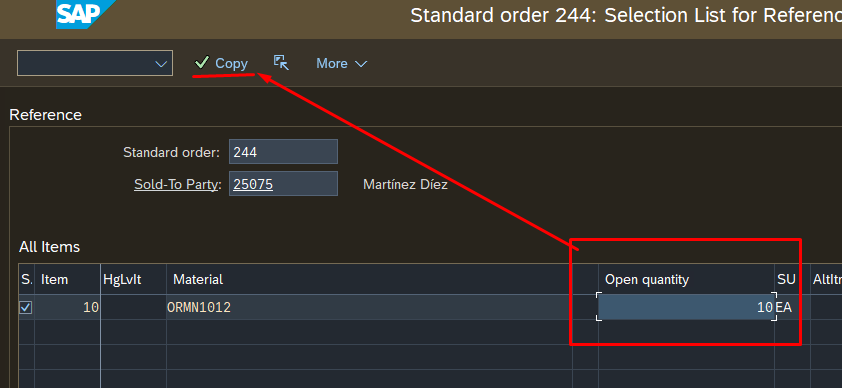 SAP
Standard order 244: Selection List for Referenc
Copy
More
Reference
Standard order: 244
Sold-To Party: 25075 Martínez Díez
All Items
S. Item HgLvIt Material Open quantity SU AltItm
10 ORMN1012 10 EA